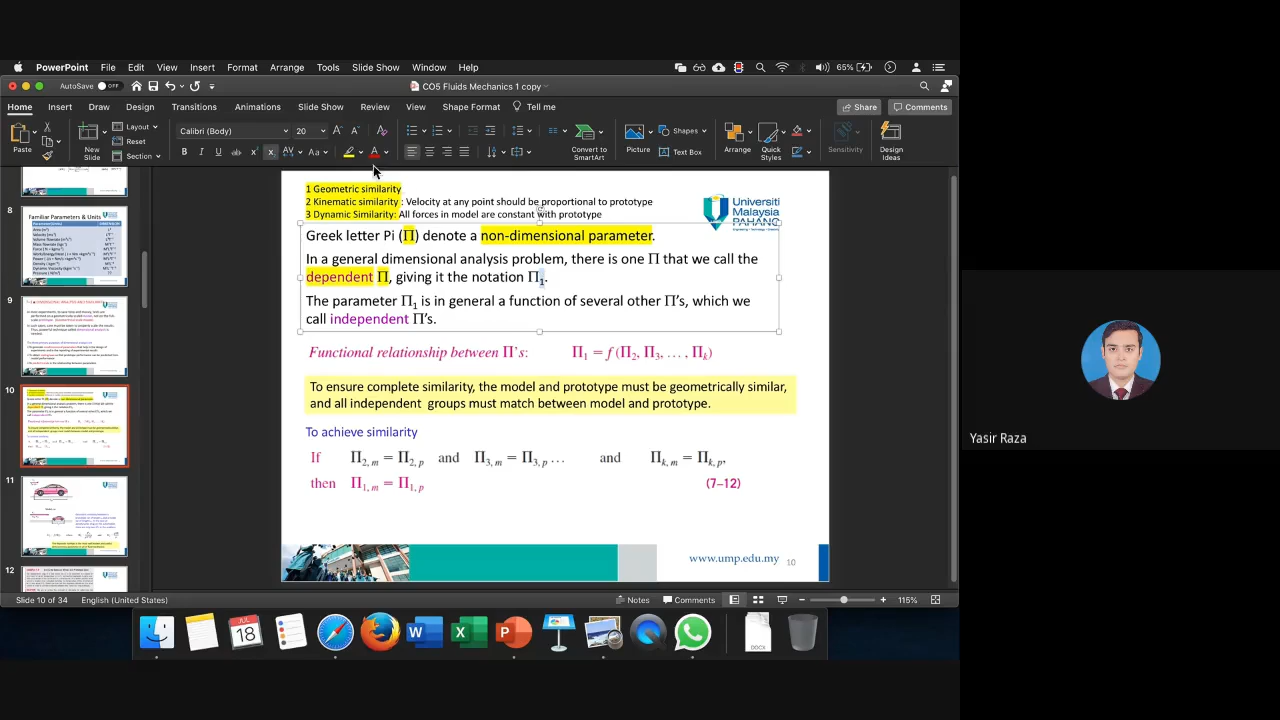 PowerPoint File Edit View Insert Format Arrange Tools Slide Show Window Help 65%
AutoSave OFF CO5 Fluids Mechanics 1 copy
Home Insert Draw Design Transitions Animations Slide Show Review View Shape Format Tell me Share Comments
Paste New Slide Layout Reset Section Calibri (Body) 20 Convert to SmartArt Picture Shapes Text Box Arrange Quick Styles Sensitivity Design Ideas
1 Geometric similarity
2 Kinematic similarity : Velocity at any point should be proportional to prototype
3 Dynamic Similarity: All forces in model are constant with prototype
Universiti
Malaysia
PAHANG
Greek letter PI (Π) denotes a non-dimensional parameter.
In a general dimensional analysis problem, there is one Π that we call the
dependent Π, giving it the notation Π1.
The parameter Π1 is in general a function of several other Π's, which we
call independent Π's.
Π1 = f (Π2, Π3, . . . , Πk)
To ensure complete similarity, the model and prototype must be geometrically similar,
and all independent groups must match between model and prototype.
To achieve similarity
If Π2, m = Π2, p and Π3, m = Π3, p … and Πk, m = Πk, p,
then Π1, m = Π1, p (7–12)
www.ump.edu.my 10
8
Familiar Parameters & Units
9
10
11
12
Yasir Raza
Slide 10 of 34 English (United States) Notes Comments 115%
JUL
18
DOCX